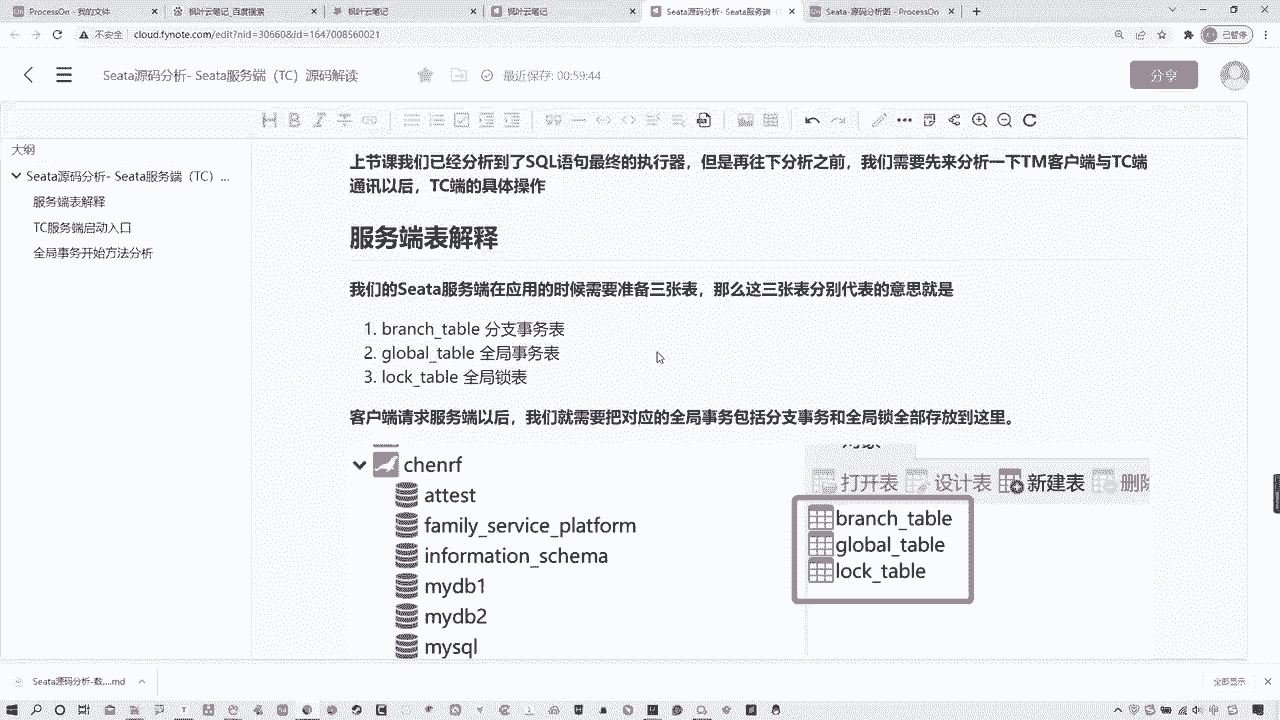 ProcessOn - 我的文件
枫叶云笔记_百度搜索
枫叶云笔记
枫叶云笔记
Seata源码分析- Seata服务端（T
Seata-源码分析图 - ProcessOn
不安全
cloud.fynote.com/edit?nid=30660&id=1647008560021
已暂停
Seata源码分析- Seata服务端（TC）源码解读
最近保存: 00:59:44
分享
大纲
Seata源码分析- Seata服务端（TC）...
服务端表解释
TC服务端启动入口
全局事务开始方法分析
上节课我们已经分析到了SQL语句最终的执行器，但是再往下分析之前，我们需要先来分析一下TM客户端与TC端
通讯以后，TC端的具体操作
服务端表解释
我们的Seata服务端在应用的时候需要准备三张表，那么这三张表分别代表的意思就是
1. branch_table 分支事务表
2. global_table 全局事务表
3. lock_table 全局锁表
客户端请求服务端以后，我们就需要把对应的全局事务包括分支事务和全局锁全部存放到这里。
chenrf
attest
family_service_platform
information_schema
mydb1
mydb2
mysql
打开表 设计表 新建表 删除
branch_table
global_table
lock_table
Seata源码分析-数....md
全部显示